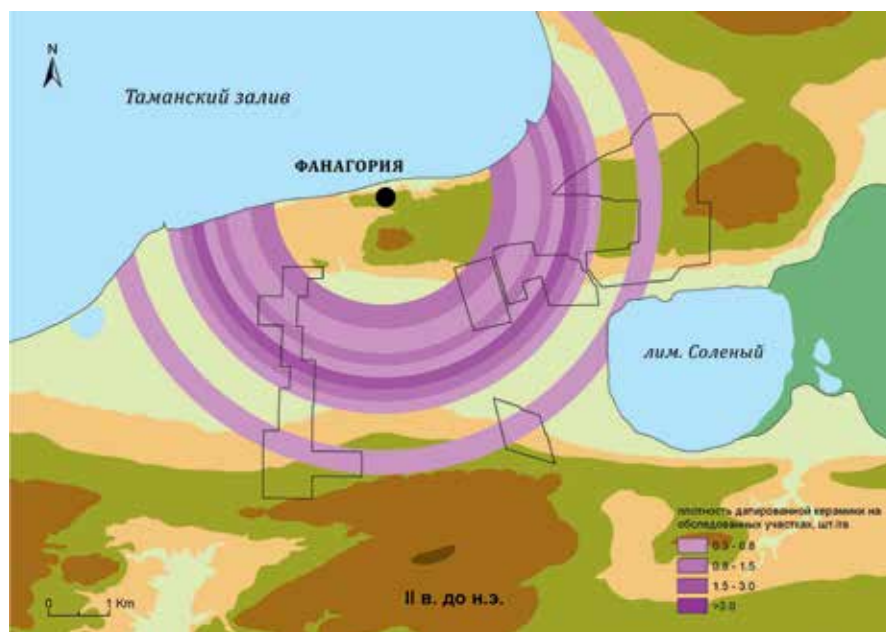 N
Таманский залив
ФАНАГОРИЯ
лим. Соленый
плотность датированной керамики на
обследованных участках, шт./га
0.5 - 0.8
0.8 - 1.5
1.5 - 3.0
>3.0
II в. до н.э.
0 1 Km